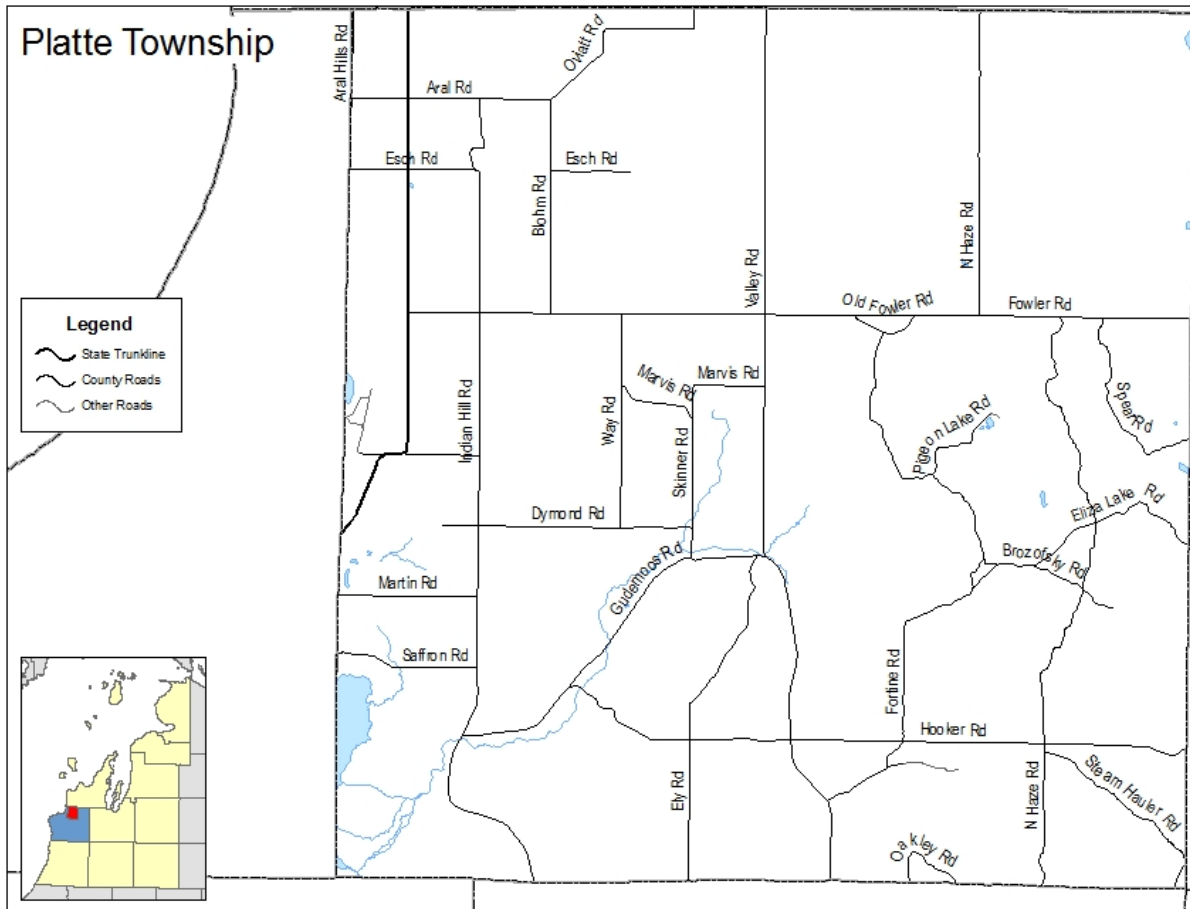 Platte Township
Aral Hills Rd
Oviatt Rd
Aral Rd
Esch Rd
Esch Rd
Blohm Rd
Valley Rd
N Haze Rd
Old Fowler Rd
Fowler Rd
Legend
State Trunkline
County Roads
Other Roads
Indian Hill Rd
Way Rd
Marvis Rd
Marvis Rd
Skinner Rd
Pigeon Lake Rd
Spear Rd
Dymond Rd
Eliza Lake Rd
Brozofsky Rd
Gudemoos Rd
Martin Rd
Saffron Rd
Fortine Rd
Hooker Rd
Ely Rd
N Haze Rd
Steam Hauler Rd
Oakley Rd